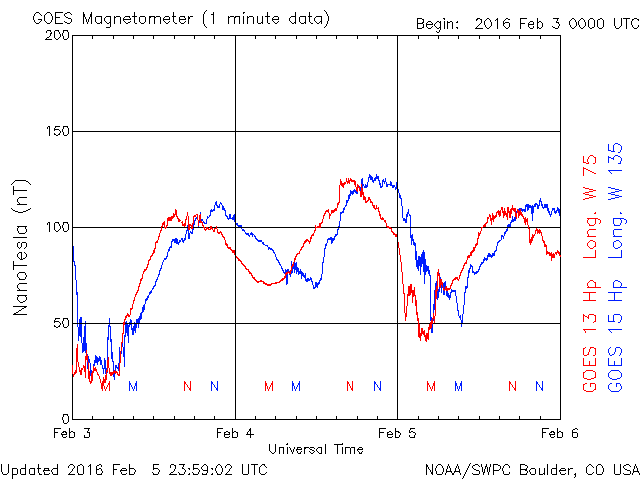 GOES Magnetometer (1 minute data)
Begin: 2016 Feb 3 0000 UTC
200
150
100
50
0
NanoTesla (nT)
M M N N M M N N M M N N
Feb 3 Feb 4 Feb 5 Feb 6
Universal Time
GOES 13 Hp Long. W 75
GOES 15 Hp Long. W 135
Updated 2016 Feb 5 23:59:02 UTC
NOAA/SWPC Boulder, CO USA